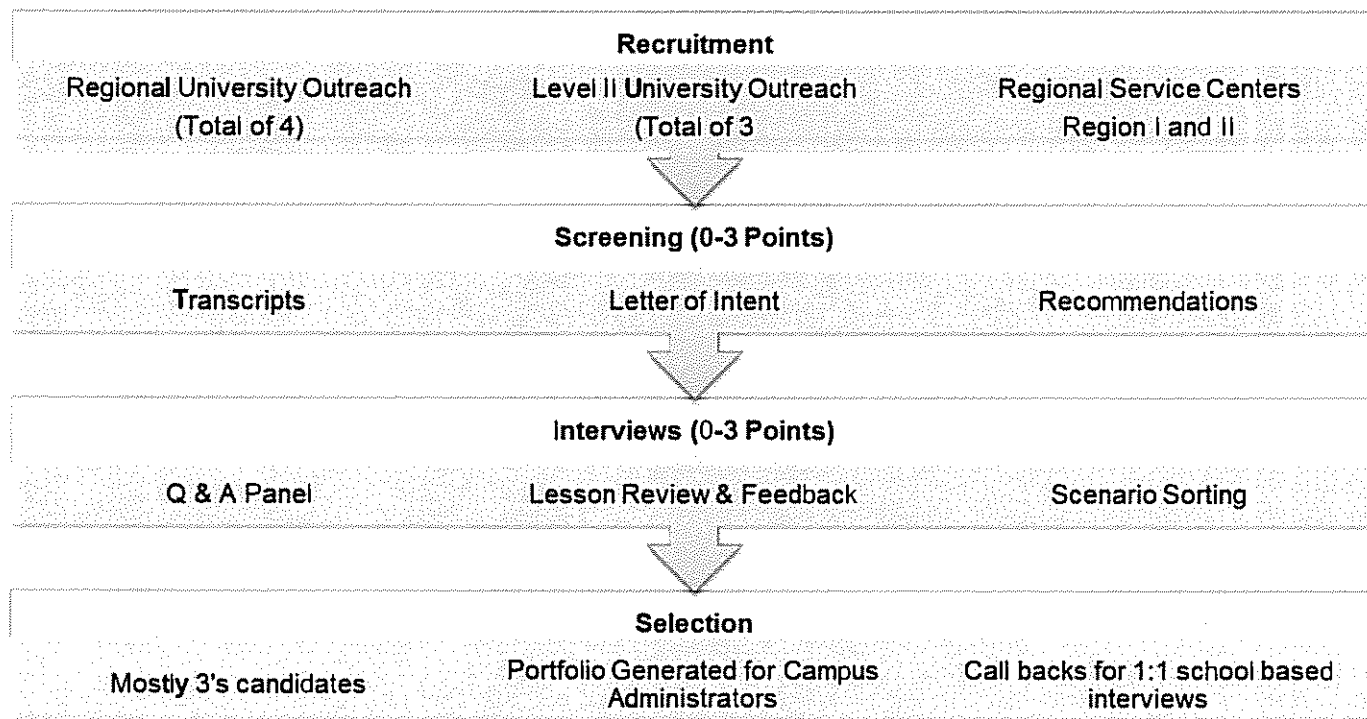 Recruitment
Regional University Outreach
(Total of 4)
Level II University Outreach
(Total of 3
Regional Service Centers
Region I and II
Screening (0-3 Points)
Transcripts
Letter of Intent
Recommendations
Interviews (0-3 Points)
Q & A Panel
Lesson Review & Feedback
Scenario Sorting
Selection
Mostly 3's candidates
Portfolio Generated for Campus
Administrators
Call backs for 1:1 school based
interviews